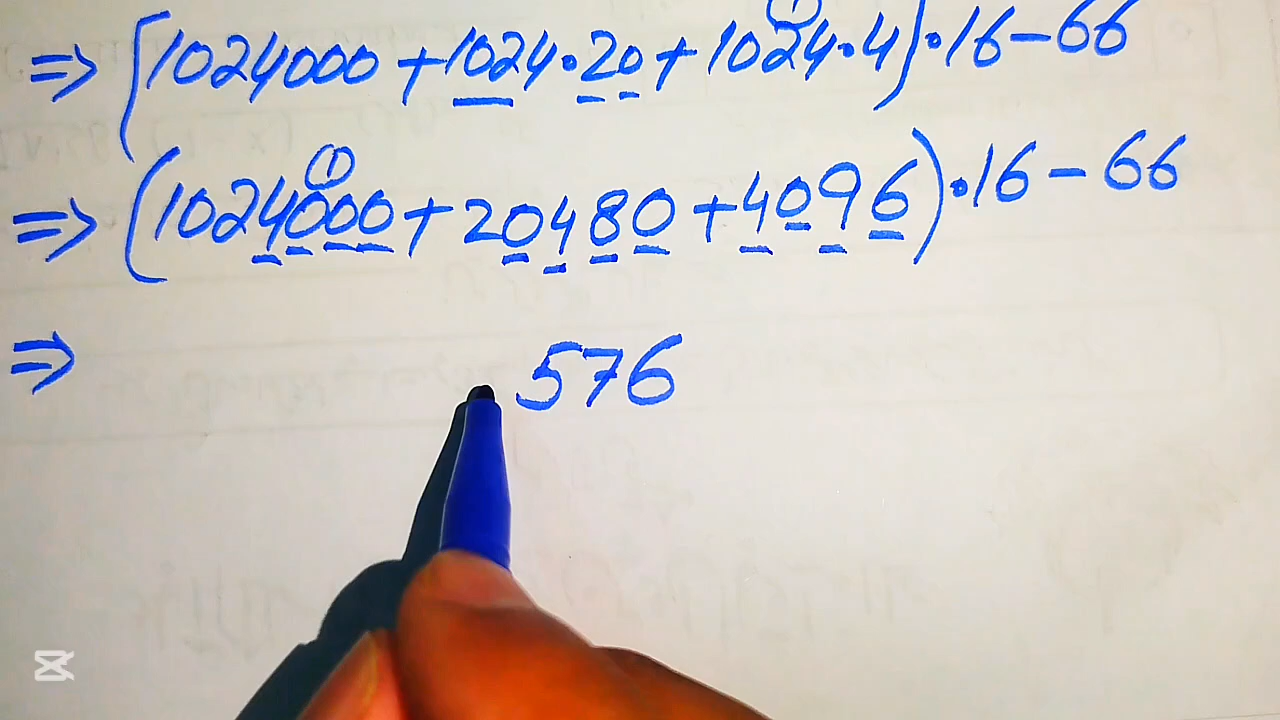 => [1024000 + 1024·20 + 1024·4]·16 - 66
=> (1024000 + 20480 + 4096)·16 - 66
=> 576